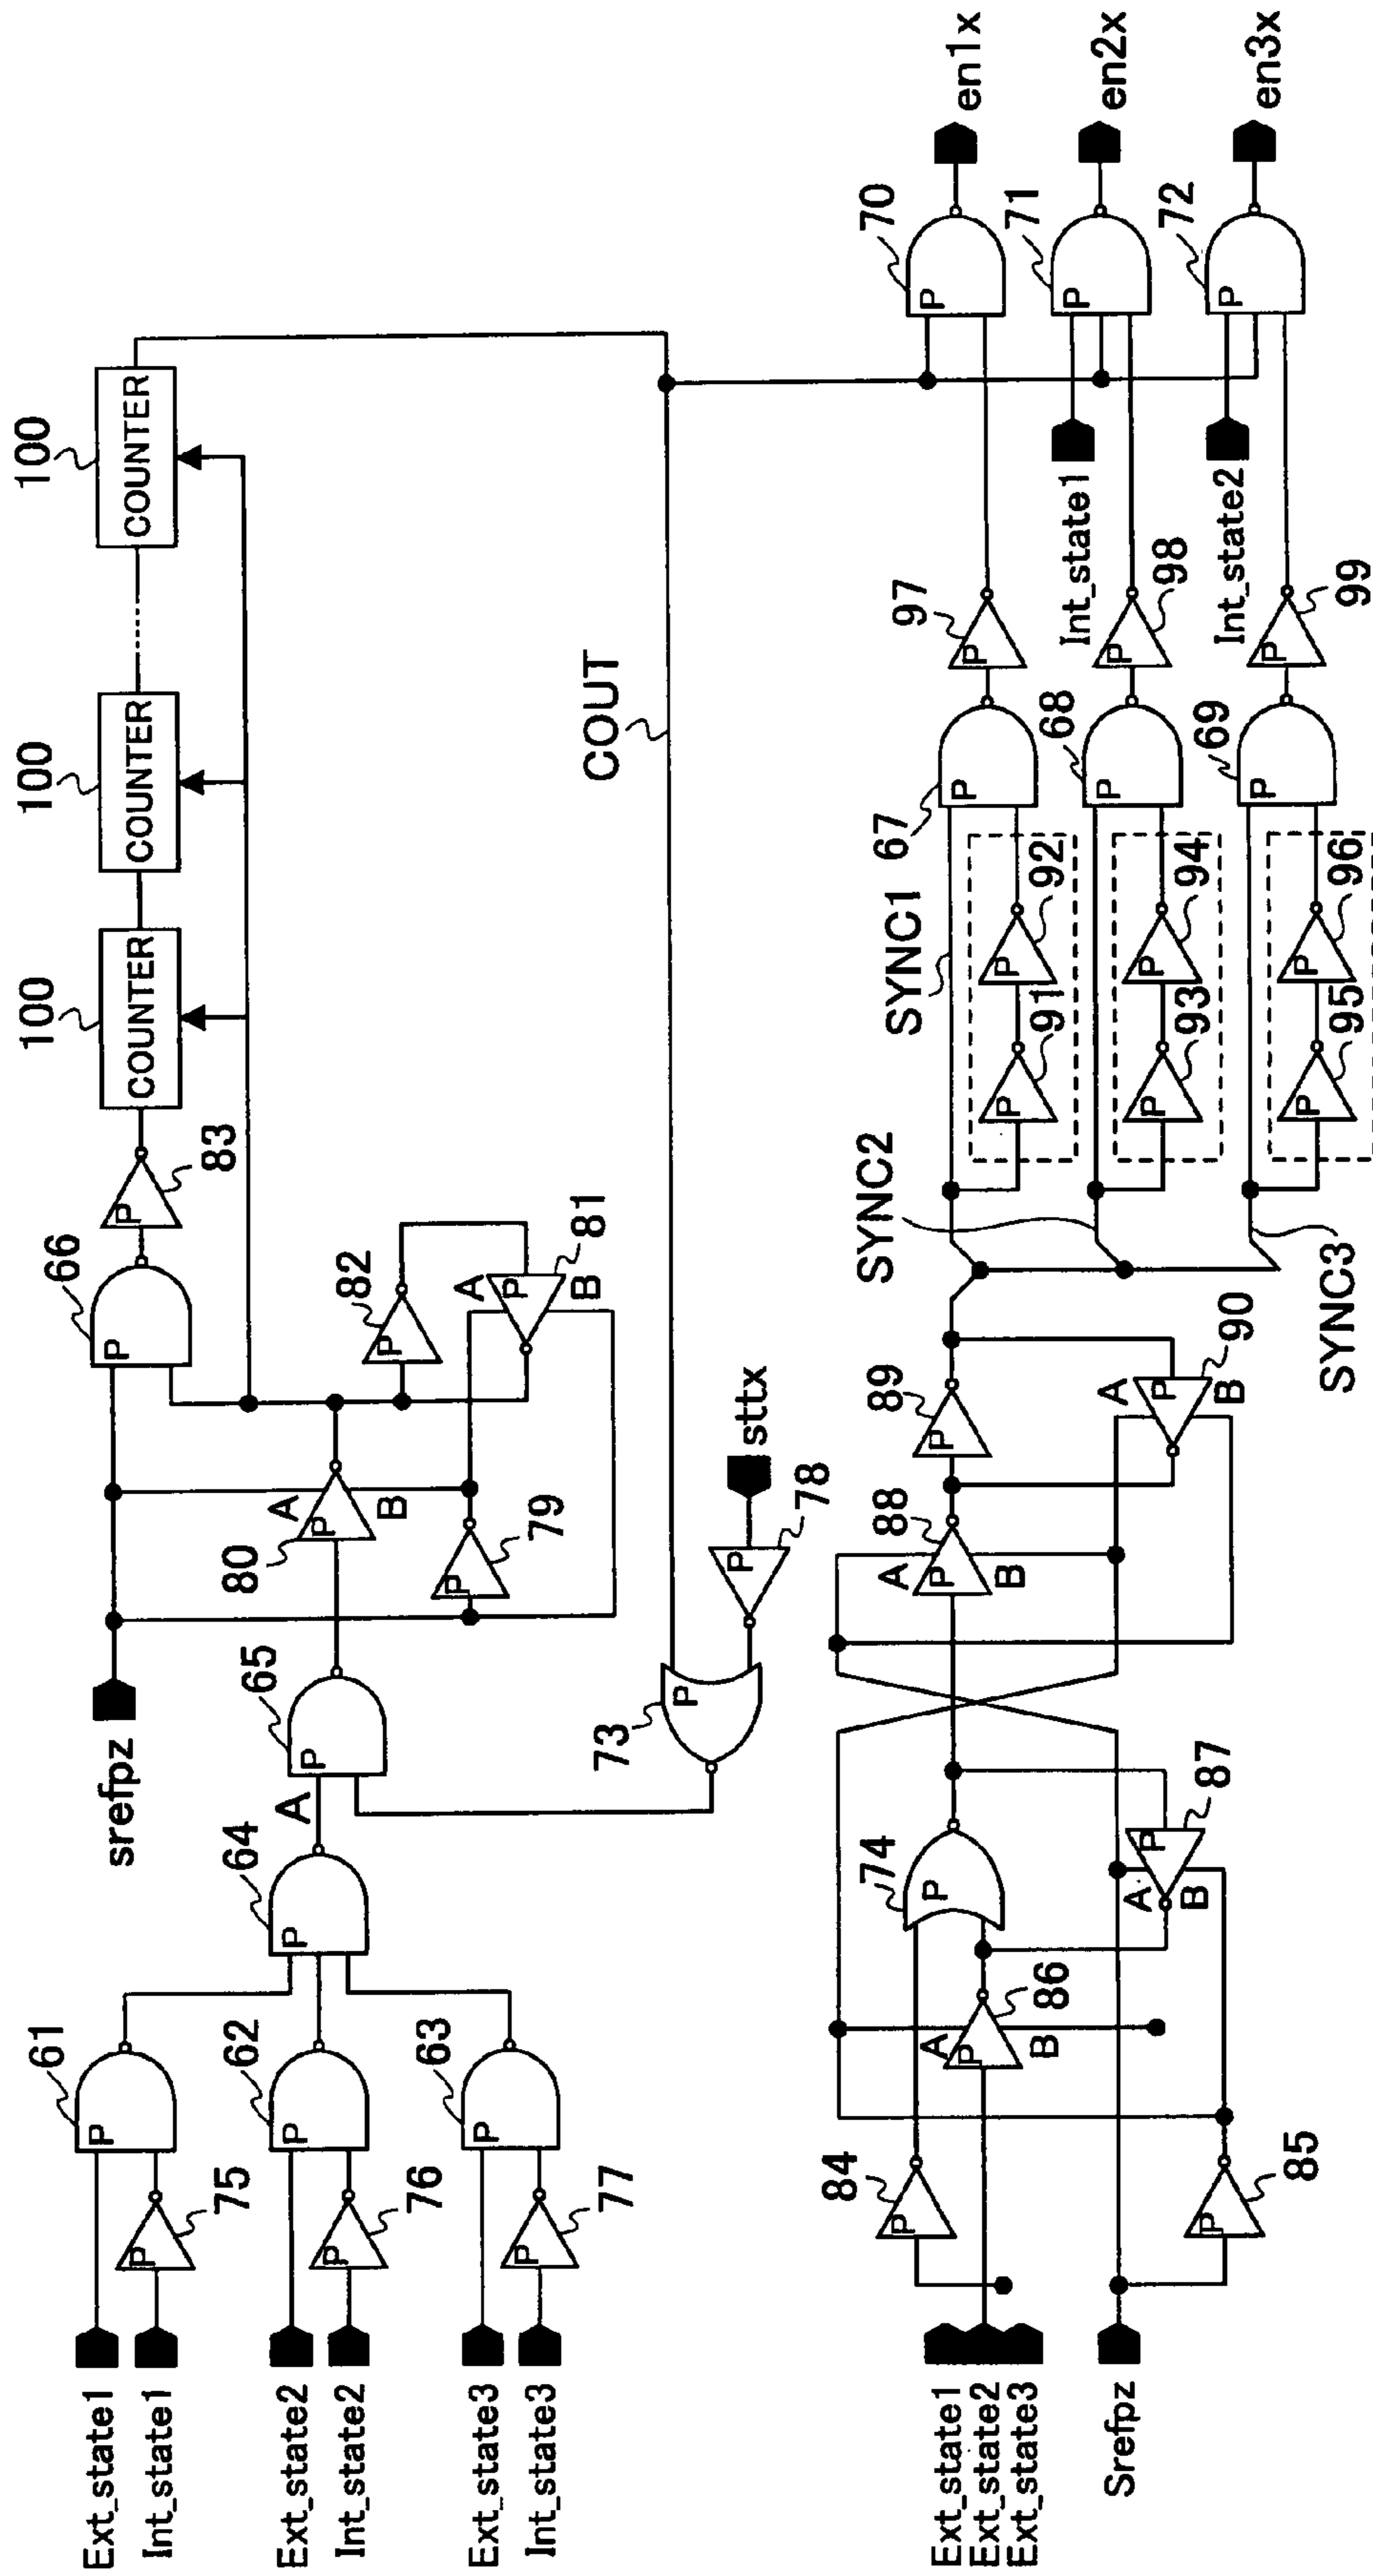 100
100
100
COUNTER
COUNTER
COUNTER
83
66
P
P
srefpz
80
A
P
B
82
P
A
P
B
81
79
P
61
P
75
P
Ext_state1
Int_state1
62
P
76
P
Ext_state2
Int_state2
63
P
77
P
Ext_state3
Int_state3
64
P
A
65
P
73
P
sttx
78
P
COUT
70
P
en1x
71
P
en2x
72
P
en3x
Int_state1
Int_state2
97
P
98
P
99
P
67
P
68
P
69
P
SYNC1
SYNC2
SYNC3
91
P
92
P
93
P
94
P
95
P
96
P
89
P
90
A
P
B
88
A
P
B
74
P
87
A
P
B
86
A
P
B
84
P
85
P
Ext_state1
Ext_state2
Ext_state3
Srefpz